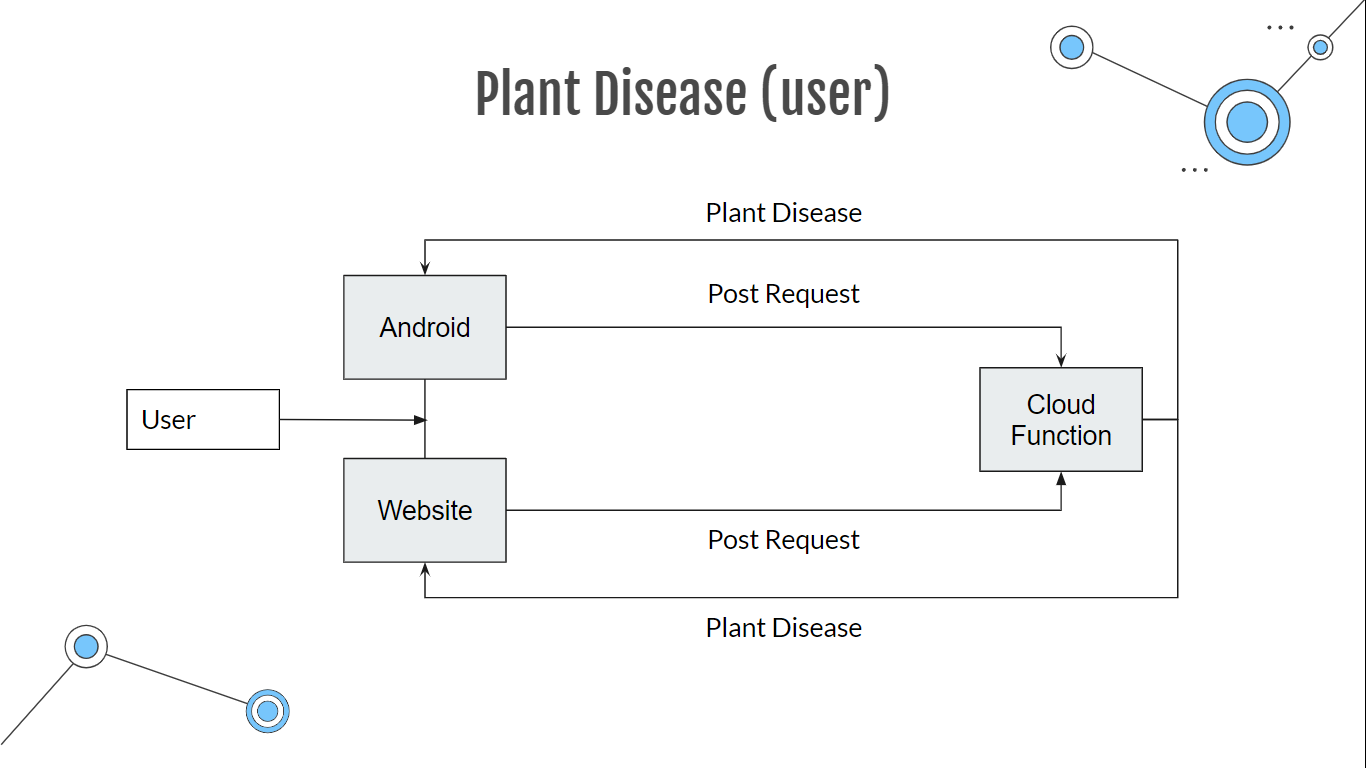 Plant Disease (user)
Plant Disease
Post Request
Android
Cloud
Function
User
Website
Post Request
Plant Disease